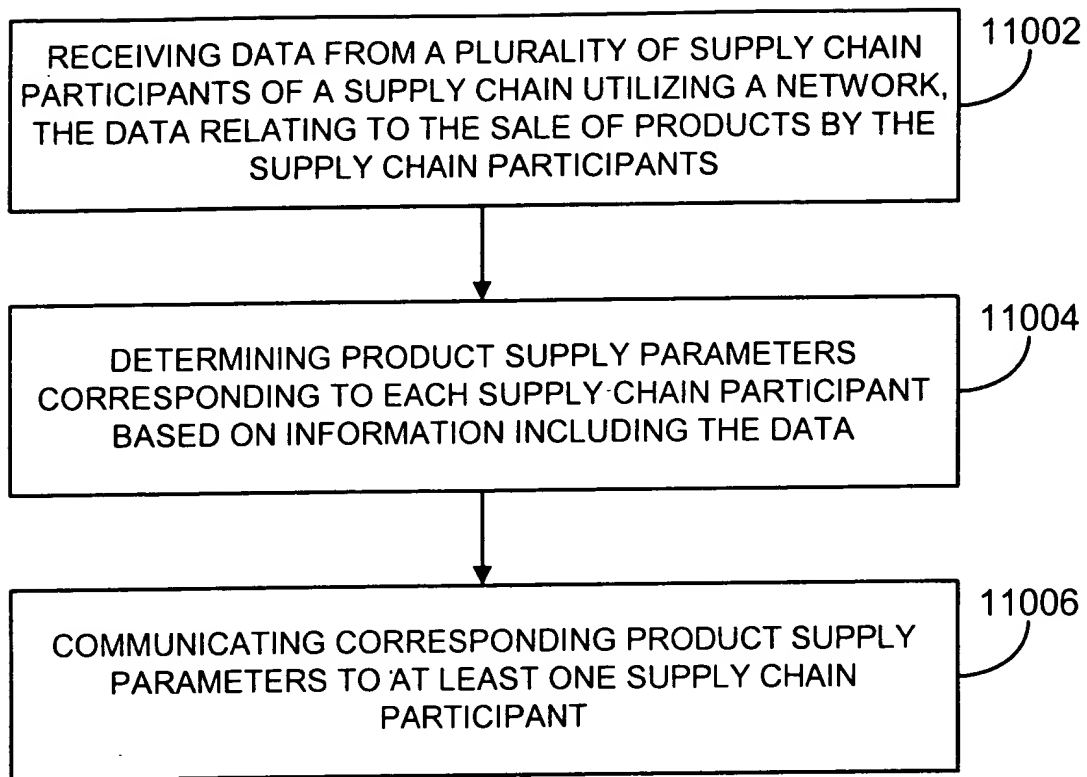 RECEIVING DATA FROM A PLURALITY OF SUPPLY CHAIN
PARTICIPANTS OF A SUPPLY CHAIN UTILIZING A NETWORK,
THE DATA RELATING TO THE SALE OF PRODUCTS BY THE
SUPPLY CHAIN PARTICIPANTS
11002
DETERMINING PRODUCT SUPPLY PARAMETERS
CORRESPONDING TO EACH SUPPLY CHAIN PARTICIPANT
BASED ON INFORMATION INCLUDING THE DATA
11004
COMMUNICATING CORRESPONDING PRODUCT SUPPLY
PARAMETERS TO AT LEAST ONE SUPPLY CHAIN
PARTICIPANT
11006